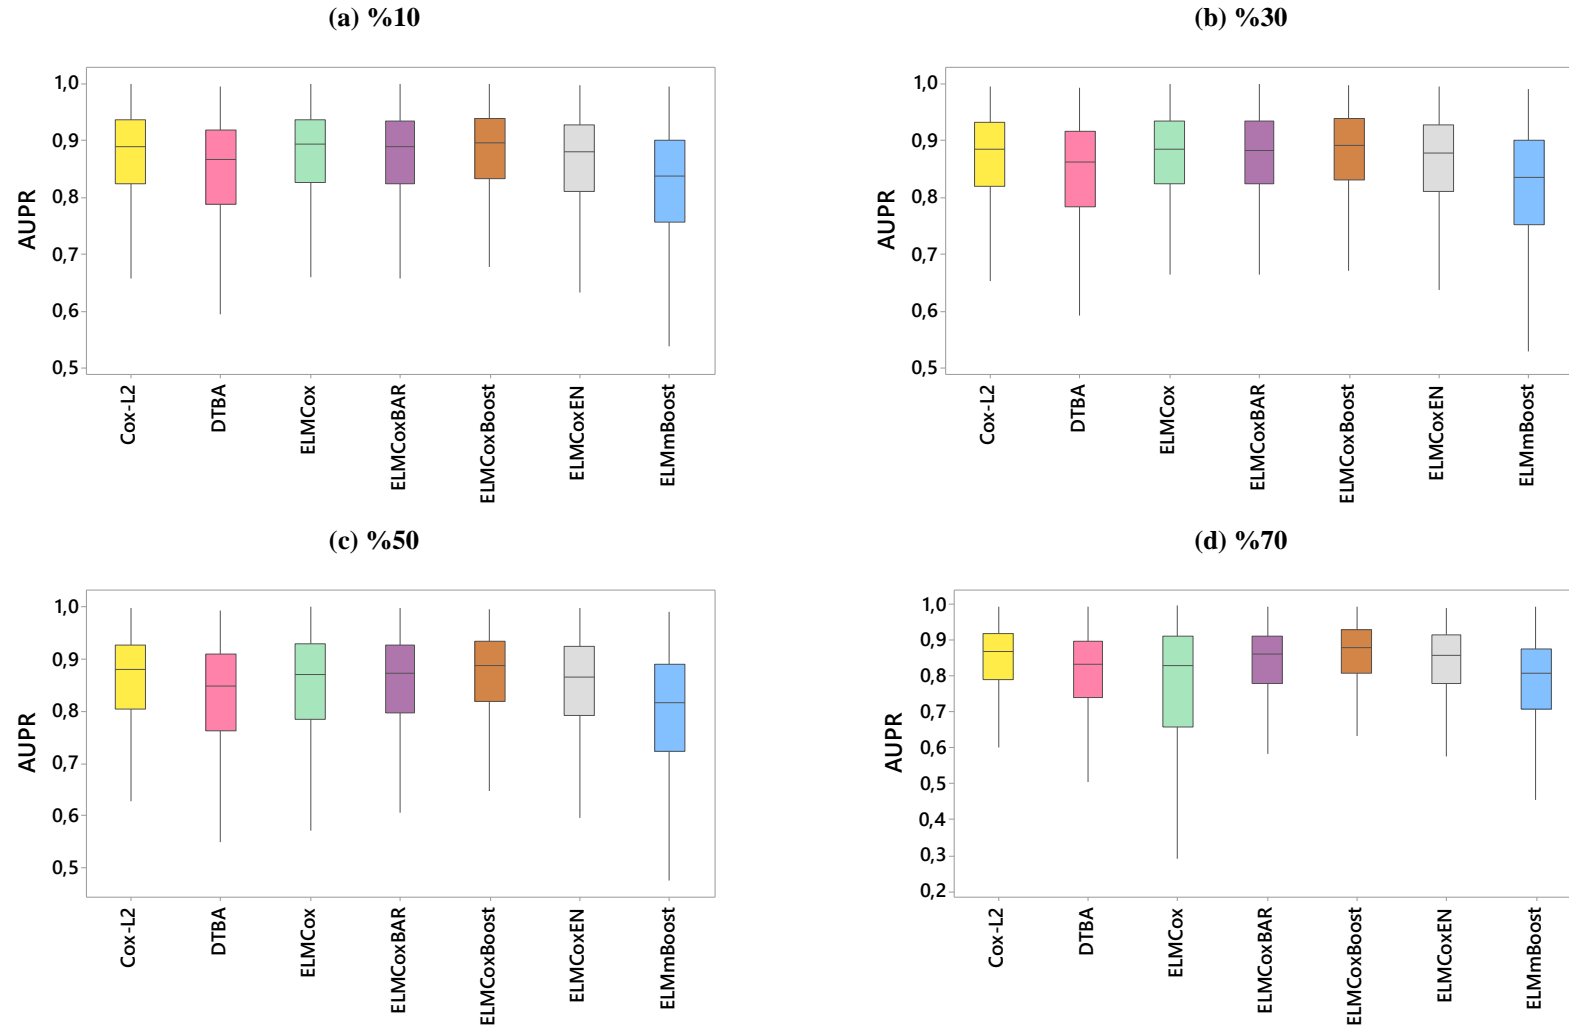 (a) %10
1,0
0,9
0,8
0,7
0,6
0,5
AUPR
Cox-L2
DTBA
ELMCox
ELMCoxBAR
ELMCoxBoost
ELMCoxEN
ELMmBoost
(b) %30
1,0
0,9
0,8
0,7
0,6
0,5
AUPR
Cox-L2
DTBA
ELMCox
ELMCoxBAR
ELMCoxBoost
ELMCoxEN
ELMmBoost
(c) %50
1,0
0,9
0,8
0,7
0,6
0,5
AUPR
Cox-L2
DTBA
ELMCox
ELMCoxBAR
ELMCoxBoost
ELMCoxEN
ELMmBoost
(d) %70
1,0
0,9
0,8
0,7
0,6
0,5
0,4
0,3
0,2
AUPR
Cox-L2
DTBA
ELMCox
ELMCoxBAR
ELMCoxBoost
ELMCoxEN
ELMmBoost